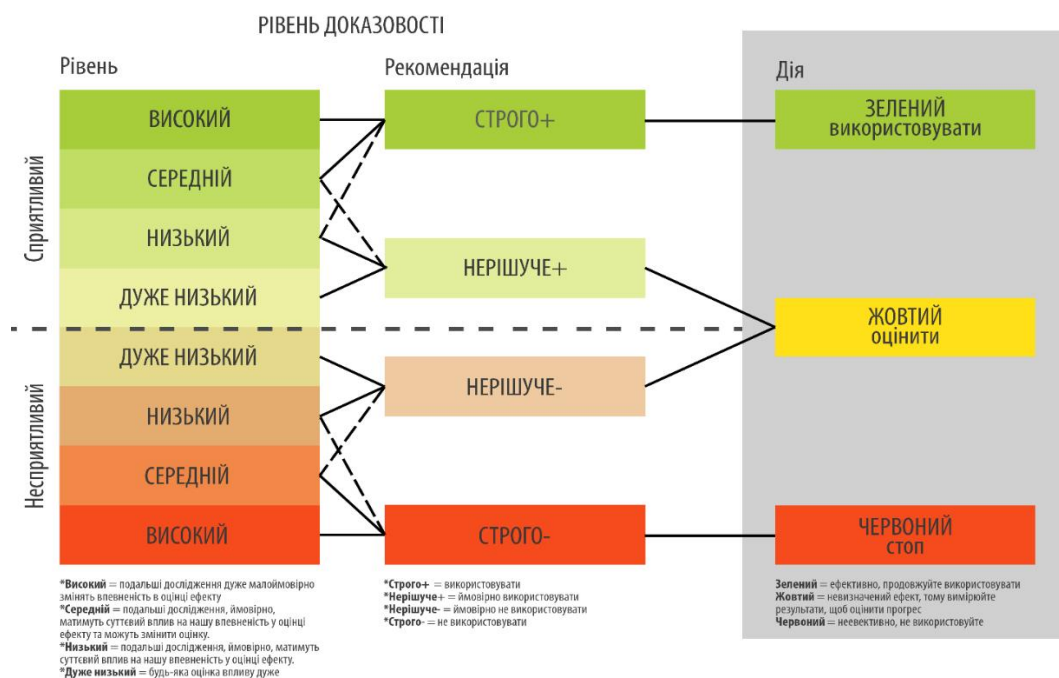 РІВЕНЬ ДОКАЗОВОСТІ
Рівень
Рекомендація
Дія
Сприятливий
ВИСОКИЙ
СЕРЕДНІЙ
НИЗЬКИЙ
ДУЖЕ НИЗЬКИЙ
Несприятливий
ДУЖЕ НИЗЬКИЙ
НИЗЬКИЙ
СЕРЕДНІЙ
ВИСОКИЙ
СТРОГО+
НЕРІШУЧЕ+
НЕРІШУЧЕ-
СТРОГО-
ЗЕЛЕНИЙ
використовувати
ЖОВТИЙ
оцінити
ЧЕРВОНИЙ
стоп
*Високий = подальші дослідження дуже малоймовірно
змінять впевненість в оцінці ефекту
*Середній = подальші дослідження, ймовірно,
матимуть суттєвий вплив на нашу впевненість у оцінці
ефекту та можуть змінити оцінку.
*Низький = подальші дослідження, ймовірно, матимуть
суттєвий вплив на нашу впевненість у оцінці ефекту.
*Дуже низький = будь-яка оцінка впливу дуже
*Строго+ = використовувати
*Нерішуче+ = ймовірно використовувати
*Нерішуче- = ймовірно не використовувати
*Строго- = не використовувати
Зелений = ефективно, продовжуйте використовувати
Жовтий = невизначений ефект, тому вимірюйте
результати, щоб оцінити прогрес
Червоний = неевективно, не використовуйте